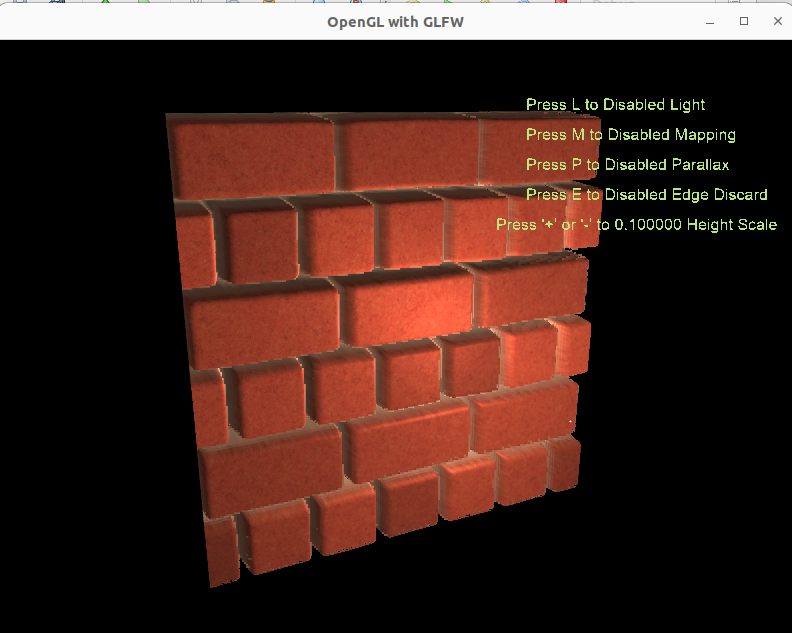 OpenGL with GLFW
Press L to Disabled Light
Press M to Disabled Mapping
Press P to Disabled Parallax
Press E to Disabled Edge Discard
Press '+' or '-' to 0.100000 Height Scale